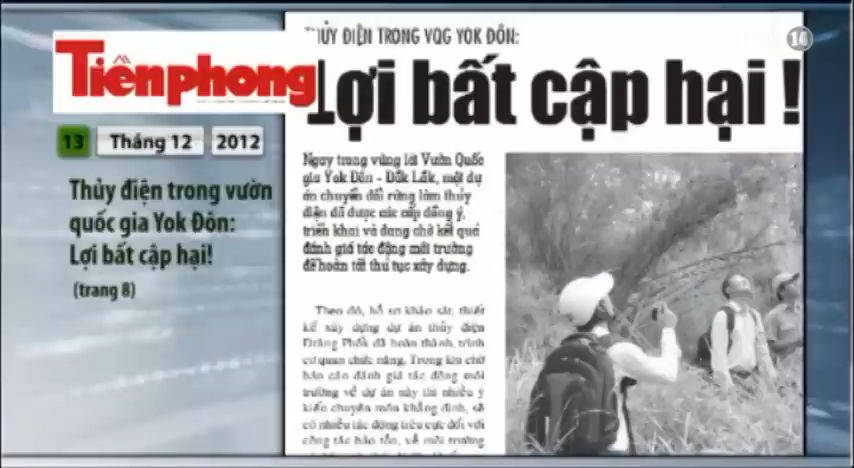 THỦY ĐIỆN TRONG VQG YOK ĐÔN:
14
Tiềnphong
Lợi bất cập hại !
13 Tháng 12 2012
Thủy điện trong vườn
quốc gia Yok Đôn:
Lợi bất cập hại!
(trang 8)
Ngay trong vùng lõi Vườn Quốc
gia Yok Đôn - Đắk Lắk, một dự
án chuyển đổi rừng làm thủy
điện đã được các cấp đồng ý,
triển khai và đang chờ kết quả
đánh giá tác động môi trường
để hoàn tất thủ tục xây dựng.
Theo đó, hồ sơ khảo sát, thiết
kế xây dựng dự án thủy điện
Đrăng Phốk đã hoàn thành, trình
cơ quan chức năng. Trong khi chờ
báo cáo đánh giá tác động môi
trường về dự án này thì nhiều ý
kiến chuyên môn khẳng định, sẽ
có nhiều tác động tiêu cực đối với
công tác bảo tồn, về môi trường